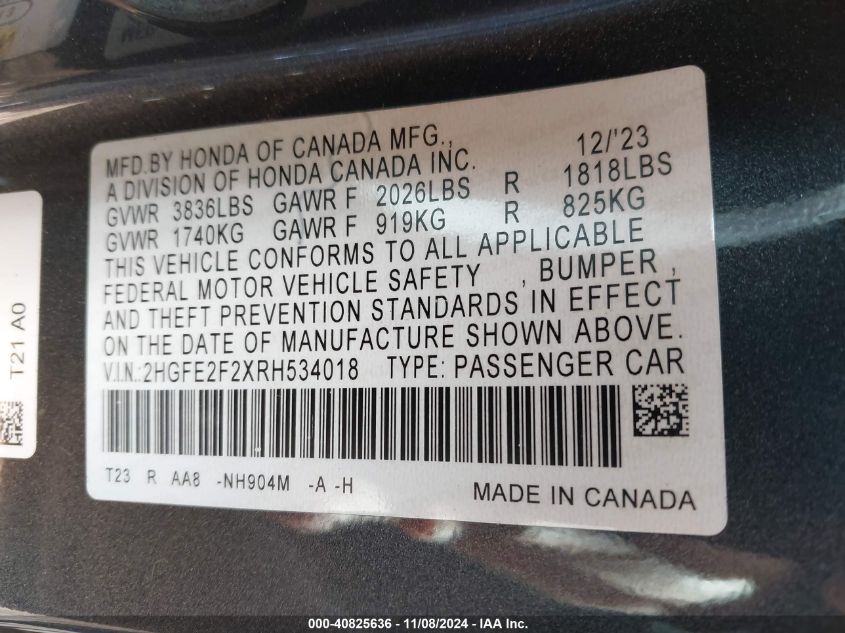 MFD.BY HONDA OF CANADA MFG., 12/'23
A DIVISION OF HONDA CANADA INC.
GVWR 3836LBS GAWR F 2026LBS R 1818LBS
GVWR 1740KG GAWR F 919KG R 825KG
THIS VEHICLE CONFORMS TO ALL APPLICABLE
FEDERAL MOTOR VEHICLE SAFETY , BUMPER ,
AND THEFT PREVENTION STANDARDS IN EFFECT
ON THE DATE OF MANUFACTURE SHOWN ABOVE.
V.I.N.:2HGFE2F2XRH534018 TYPE: PASSENGER CAR
T23 R AA8 -NH904M -A -H
MADE IN CANADA
T21 A0
000-40825636 - 11/08/2024 - IAA Inc.